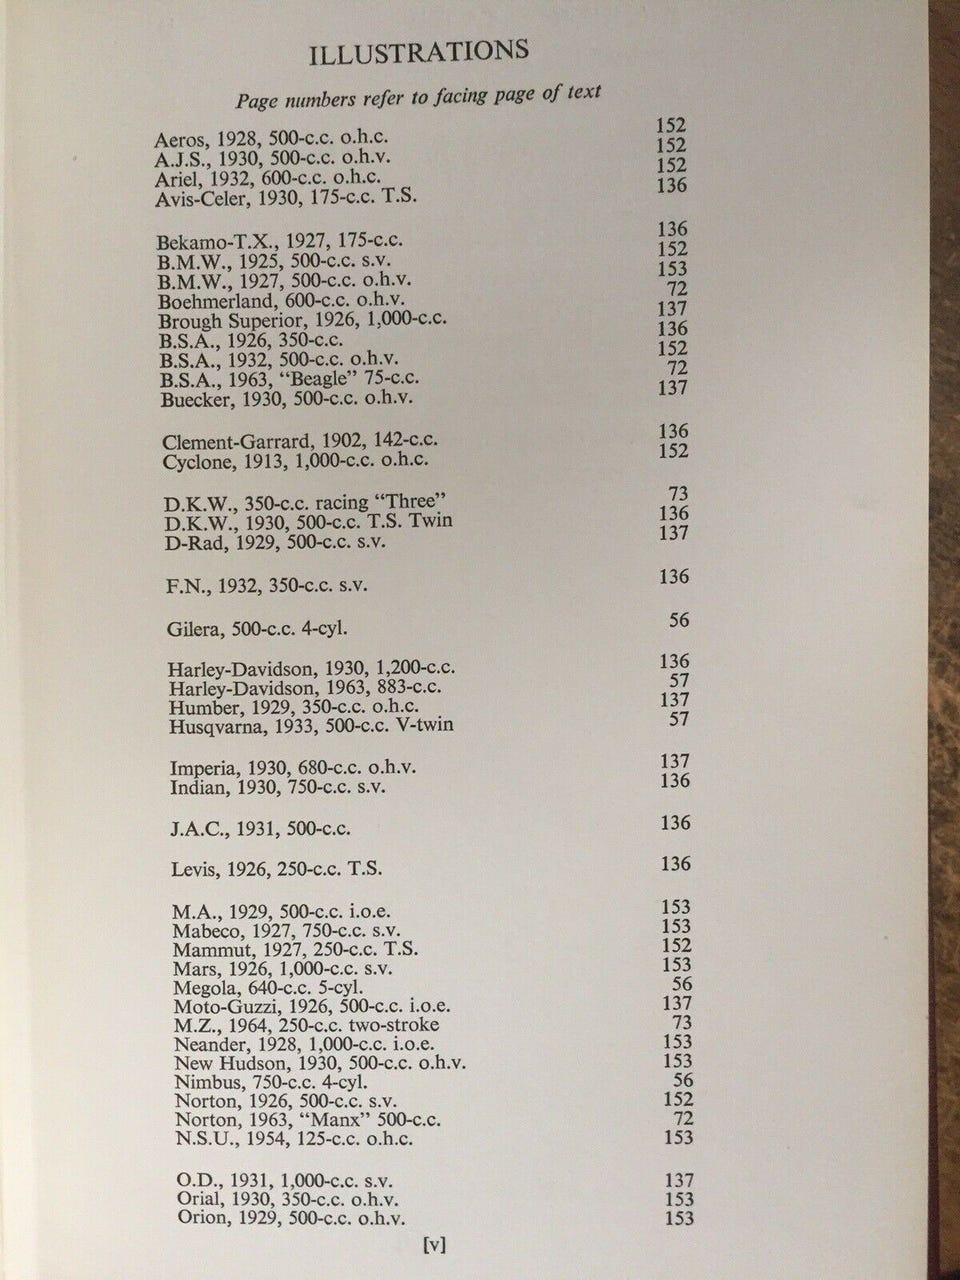 ILLUSTRATIONS
Page numbers refer to facing page of text
Aeros, 1928, 500-c.c. o.h.c. 152
A.J.S., 1930, 500-c.c. o.h.v. 152
Ariel, 1932, 600-c.c. o.h.c. 152
Avis-Celer, 1930, 175-c.c. T.S. 136
Bekamo-T.X., 1927, 175-c.c. 136
B.M.W., 1925, 500-c.c. s.v. 152
B.M.W., 1927, 500-c.c. o.h.v. 153
Boehmerland, 600-c.c. o.h.v. 72
Brough Superior, 1926, 1,000-c.c. 137
B.S.A., 1926, 350-c.c. 136
B.S.A., 1932, 500-c.c. o.h.v. 152
B.S.A., 1963, “Beagle” 75-c.c. 72
Buecker, 1930, 500-c.c. o.h.v. 137
Clement-Garrard, 1902, 142-c.c. 136
Cyclone, 1913, 1,000-c.c. o.h.c. 152
D.K.W., 350-c.c. racing “Three” 73
D.K.W., 1930, 500-c.c. T.S. Twin 136
D-Rad, 1929, 500-c.c. s.v. 137
F.N., 1932, 350-c.c. s.v. 136
Gilera, 500-c.c. 4-cyl. 56
Harley-Davidson, 1930, 1,200-c.c. 136
Harley-Davidson, 1963, 883-c.c. 57
Humber, 1929, 350-c.c. o.h.c. 137
Husqvarna, 1933, 500-c.c. V-twin 57
Imperia, 1930, 680-c.c. o.h.v. 137
Indian, 1930, 750-c.c. s.v. 136
J.A.C., 1931, 500-c.c. 136
Levis, 1926, 250-c.c. T.S. 136
M.A., 1929, 500-c.c. i.o.e. 153
Mabeco, 1927, 750-c.c. s.v. 153
Mammut, 1927, 250-c.c. T.S. 152
Mars, 1926, 1,000-c.c. s.v. 153
Megola, 640-c.c. 5-cyl. 56
Moto-Guzzi, 1926, 500-c.c. i.o.e. 137
M.Z., 1964, 250-c.c. two-stroke 73
Neander, 1928, 1,000-c.c. i.o.e. 153
New Hudson, 1930, 500-c.c. o.h.v. 153
Nimbus, 750-c.c. 4-cyl. 56
Norton, 1926, 500-c.c. s.v. 152
Norton, 1963, “Manx” 500-c.c. 72
N.S.U., 1954, 125-c.c. o.h.c. 153
O.D., 1931, 1,000-c.c. s.v. 137
Orial, 1930, 350-c.c. o.h.v. 153
Orion, 1929, 500-c.c. o.h.v. 153
[v]